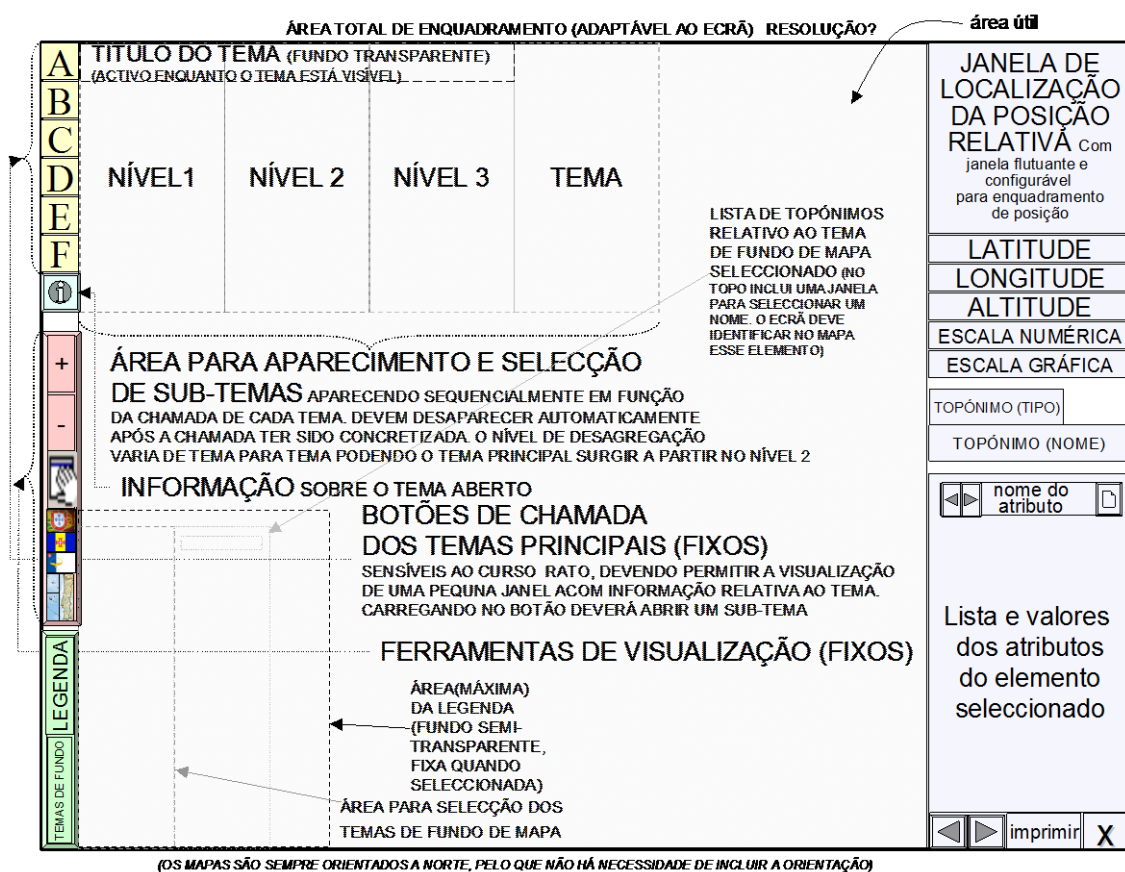 ÁREA TOTAL DE ENQUADRAMENTO (ADAPTÁVEL AO ECRÃ) RESOLUÇÃO?
área útil
A
B
C
D
E
F
i
TITULO DO TEMA (FUNDO TRANSPARENTE)
(ACTIVO ENQUANTO O TEMA ESTÁ VISÍVEL)
NÍVEL1
NÍVEL 2
NÍVEL 3
TEMA
LISTA DE TOPÓNIMOS
RELATIVO AO TEMA
DE FUNDO DE MAPA
SELECCIONADO (NO
TOPO INCLUI UMA JANELA
PARA SELECCIONAR UM
NOME. O ECRÃ DEVE
IDENTIFICAR NO MAPA
ESSE ELEMENTO)
+
-
ÁREA PARA APARECIMENTO E SELECÇÃO
DE SUB-TEMAS APARECENDO SEQUENCIALMENTE EM FUNÇÃO
DA CHAMADA DE CADA TEMA. DEVEM DESAPARECER AUTOMATICAMENTE
APÓS A CHAMADA TER SIDO CONCRETIZADA. O NÍVEL DE DESAGREGAÇÃO
VARIA DE TEMA PARA TEMA PODENDO O TEMA PRINCIPAL SURGIR A PARTIR NO NÍVEL 2
INFORMAÇÃO SOBRE O TEMA ABERTO
BOTÕES DE CHAMADA
DOS TEMAS PRINCIPAIS (FIXOS)
SENSÍVEIS AO CURSO RATO, DEVENDO PERMITIR A VISUALIZAÇÃO
DE UMA PEQUNA JANEL ACOM INFORMAÇÃO RELATIVA AO TEMA.
CARREGANDO NO BOTÃO DEVERÁ ABRIR UM SUB-TEMA
FERRAMENTAS DE VISUALIZAÇÃO (FIXOS)
ÁREA(MÁXIMA)
DA LEGENDA
(FUNDO SEMI-
TRANSPARENTE,
FIXA QUANDO
SELECCIONADA)
ÁREA PARA SELECÇÃO DOS
TEMAS DE FUNDO DE MAPA
LEGENDA
TEMAS DE FUNDO
JANELA DE
LOCALIZAÇÃO
DA POSIÇÃO
RELATIVA Com
janela flutuante e
configurável
para enquadramento
de posição
LATITUDE
LONGITUDE
ALTITUDE
ESCALA NUMÉRICA
ESCALA GRÁFICA
TOPÓNIMO (TIPO)
TOPÓNIMO (NOME)
nome do
atributo
Lista e valores
dos atributos
do elemento
seleccionado
imprimir
X
(OS MAPAS SÃO SEMPRE ORIENTADOS A NORTE, PELO QUE NÃO HÁ NECESSIDADE DE INCLUIR A ORIENTAÇÃO)